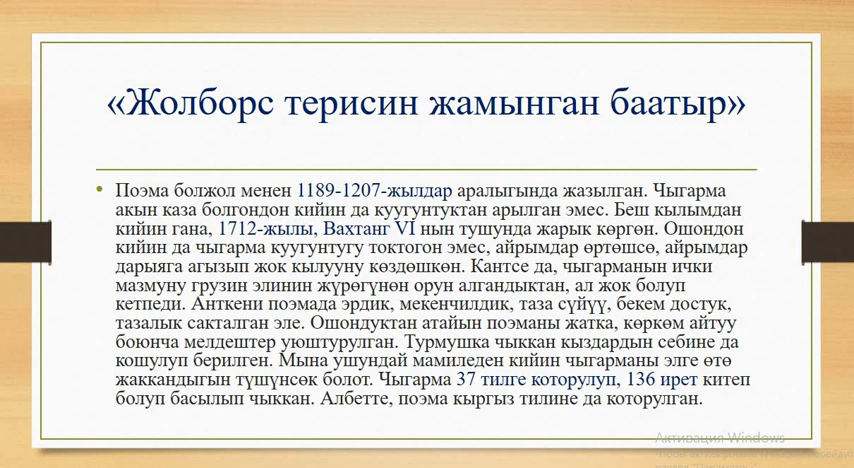 «Жолборс терисин жамынган баатыр»
• Поэма болжол менен 1189-1207-жылдар аралыгында жазылган. Чыгарма
акын каза болгондон кийин да куугунтуктан арылган эмес. Беш кылымдан
кийин гана, 1712-жылы, Вахтанг VI нын тушунда жарык көргөн. Ошондон
кийин да чыгарма куугунтугу токтогон эмес, айрымдар өртөшсө, айрымдар
дарыяга агызып жок кылууну көздөшкөн. Кантсе да, чыгарманын ички
мазмуну грузин элинин жүрөгүнөн орун алгандыктан, ал жок болуп
кетпеди. Анткени поэмада эрдик, мекенчилдик, таза сүйүү, бекем достук,
тазалык сакталган эле. Ошондуктан атайын поэманы жатка, көркөм айтуу
боюнча мелдештер уюштурулган. Турмушка чыккан кыздардын себине да
кошулуп берилген. Мына ушундай мамиледен кийин чыгарманы элге өтө
жаккандыгын түшүнсөк болот. Чыгарма 37 тилге которулуп, 136 ирет китеп
болуп басылып чыккан. Албетте, поэма кыргыз тилине да которулган.
Активация Windows